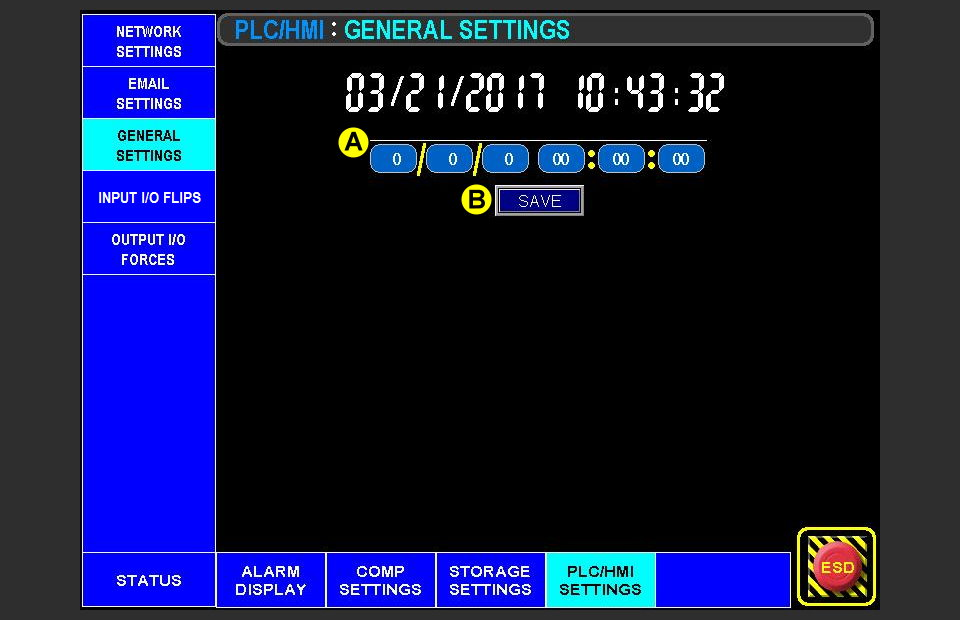 NETWORK
SETTINGS
EMAIL
SETTINGS
GENERAL
SETTINGS
INPUT I/O FLIPS
OUTPUT I/O
FORCES
PLC/HMI : GENERAL SETTINGS
03/21/2017 10:43:32
A
0 / 0 / 0 00 : 00 : 00
B SAVE
STATUS
ALARM
DISPLAY
COMP
SETTINGS
STORAGE
SETTINGS
PLC/HMI
SETTINGS
ESD